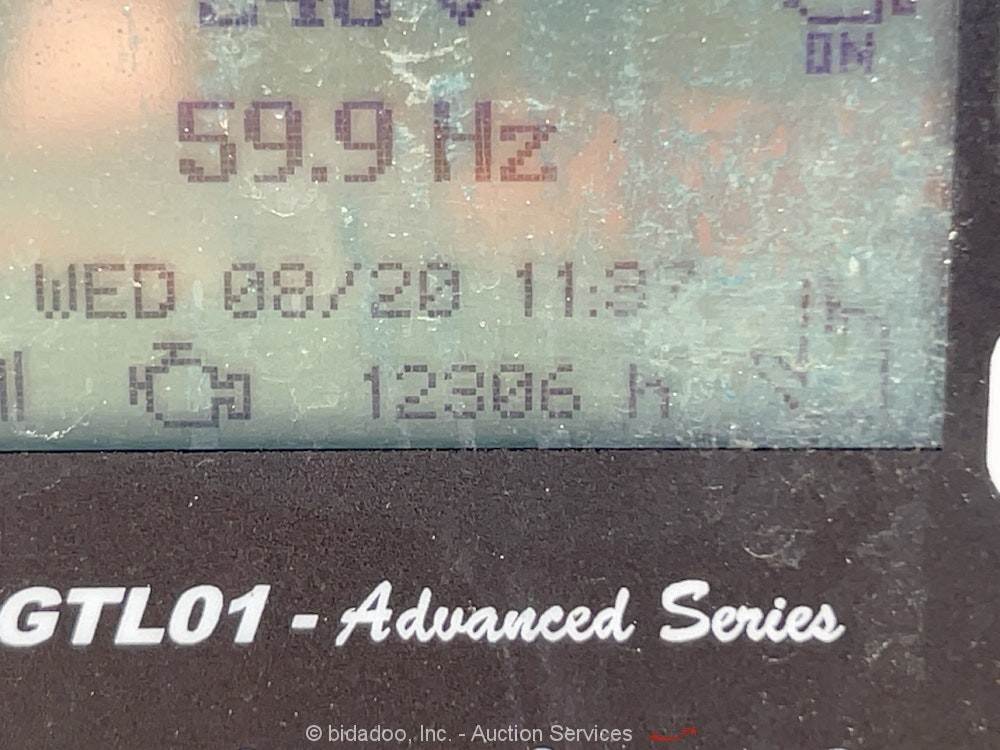 ON
59.9 Hz
WED 08/20 11:37
12306 h
GTL01 - Advanced Series
© bidadoo, Inc. - Auction Services